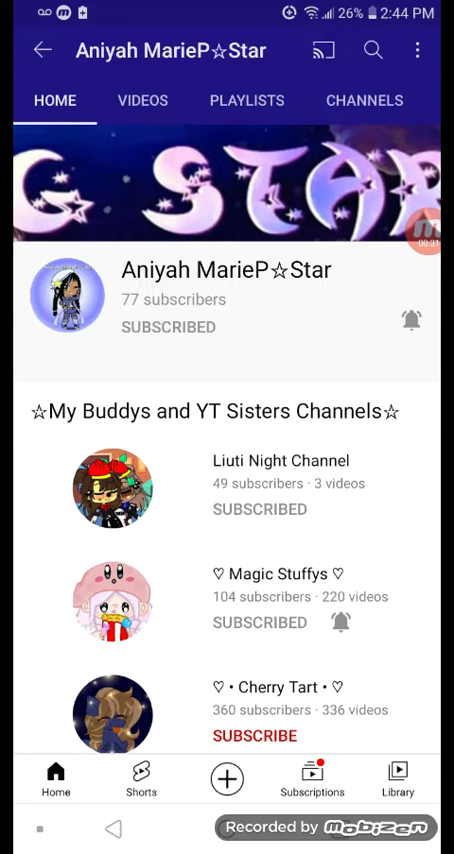 26% 2:44 PM
Aniyah MarieP☆Star
HOME VIDEOS PLAYLISTS CHANNELS
G STAR
00:31
Aniyah MarieP☆Star
77 subscribers
SUBSCRIBED
☆My Buddys and YT Sisters Channels☆
Liuti Night Channel
49 subscribers · 3 videos
SUBSCRIBED
♡ Magic Stuffys ♡
104 subscribers · 220 videos
SUBSCRIBED
♡ • Cherry Tart • ♡
360 subscribers · 336 videos
SUBSCRIBE
Home Shorts Subscriptions Library
Recorded by Mobizen